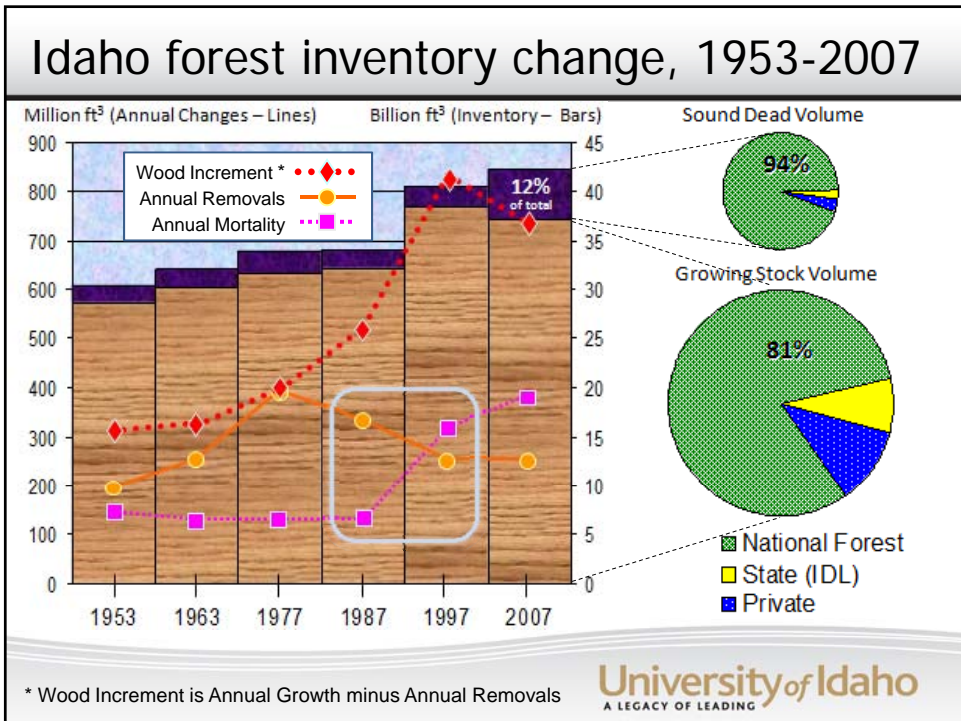 Idaho forest inventory change, 1953-2007
Million ft³ (Annual Changes – Lines)
Billion ft³ (Inventory – Bars)
Sound Dead Volume
900
800
700
600
500
400
300
200
100
0
Wood Increment *
Annual Removals
Annual Mortality
12%
of total
45
40
35
30
25
20
15
10
5
0
1953
1963
1977
1987
1997
2007
94%
Growing Stock Volume
81%
National Forest
State (IDL)
Private
* Wood Increment is Annual Growth minus Annual Removals
University of Idaho
A LEGACY OF LEADING